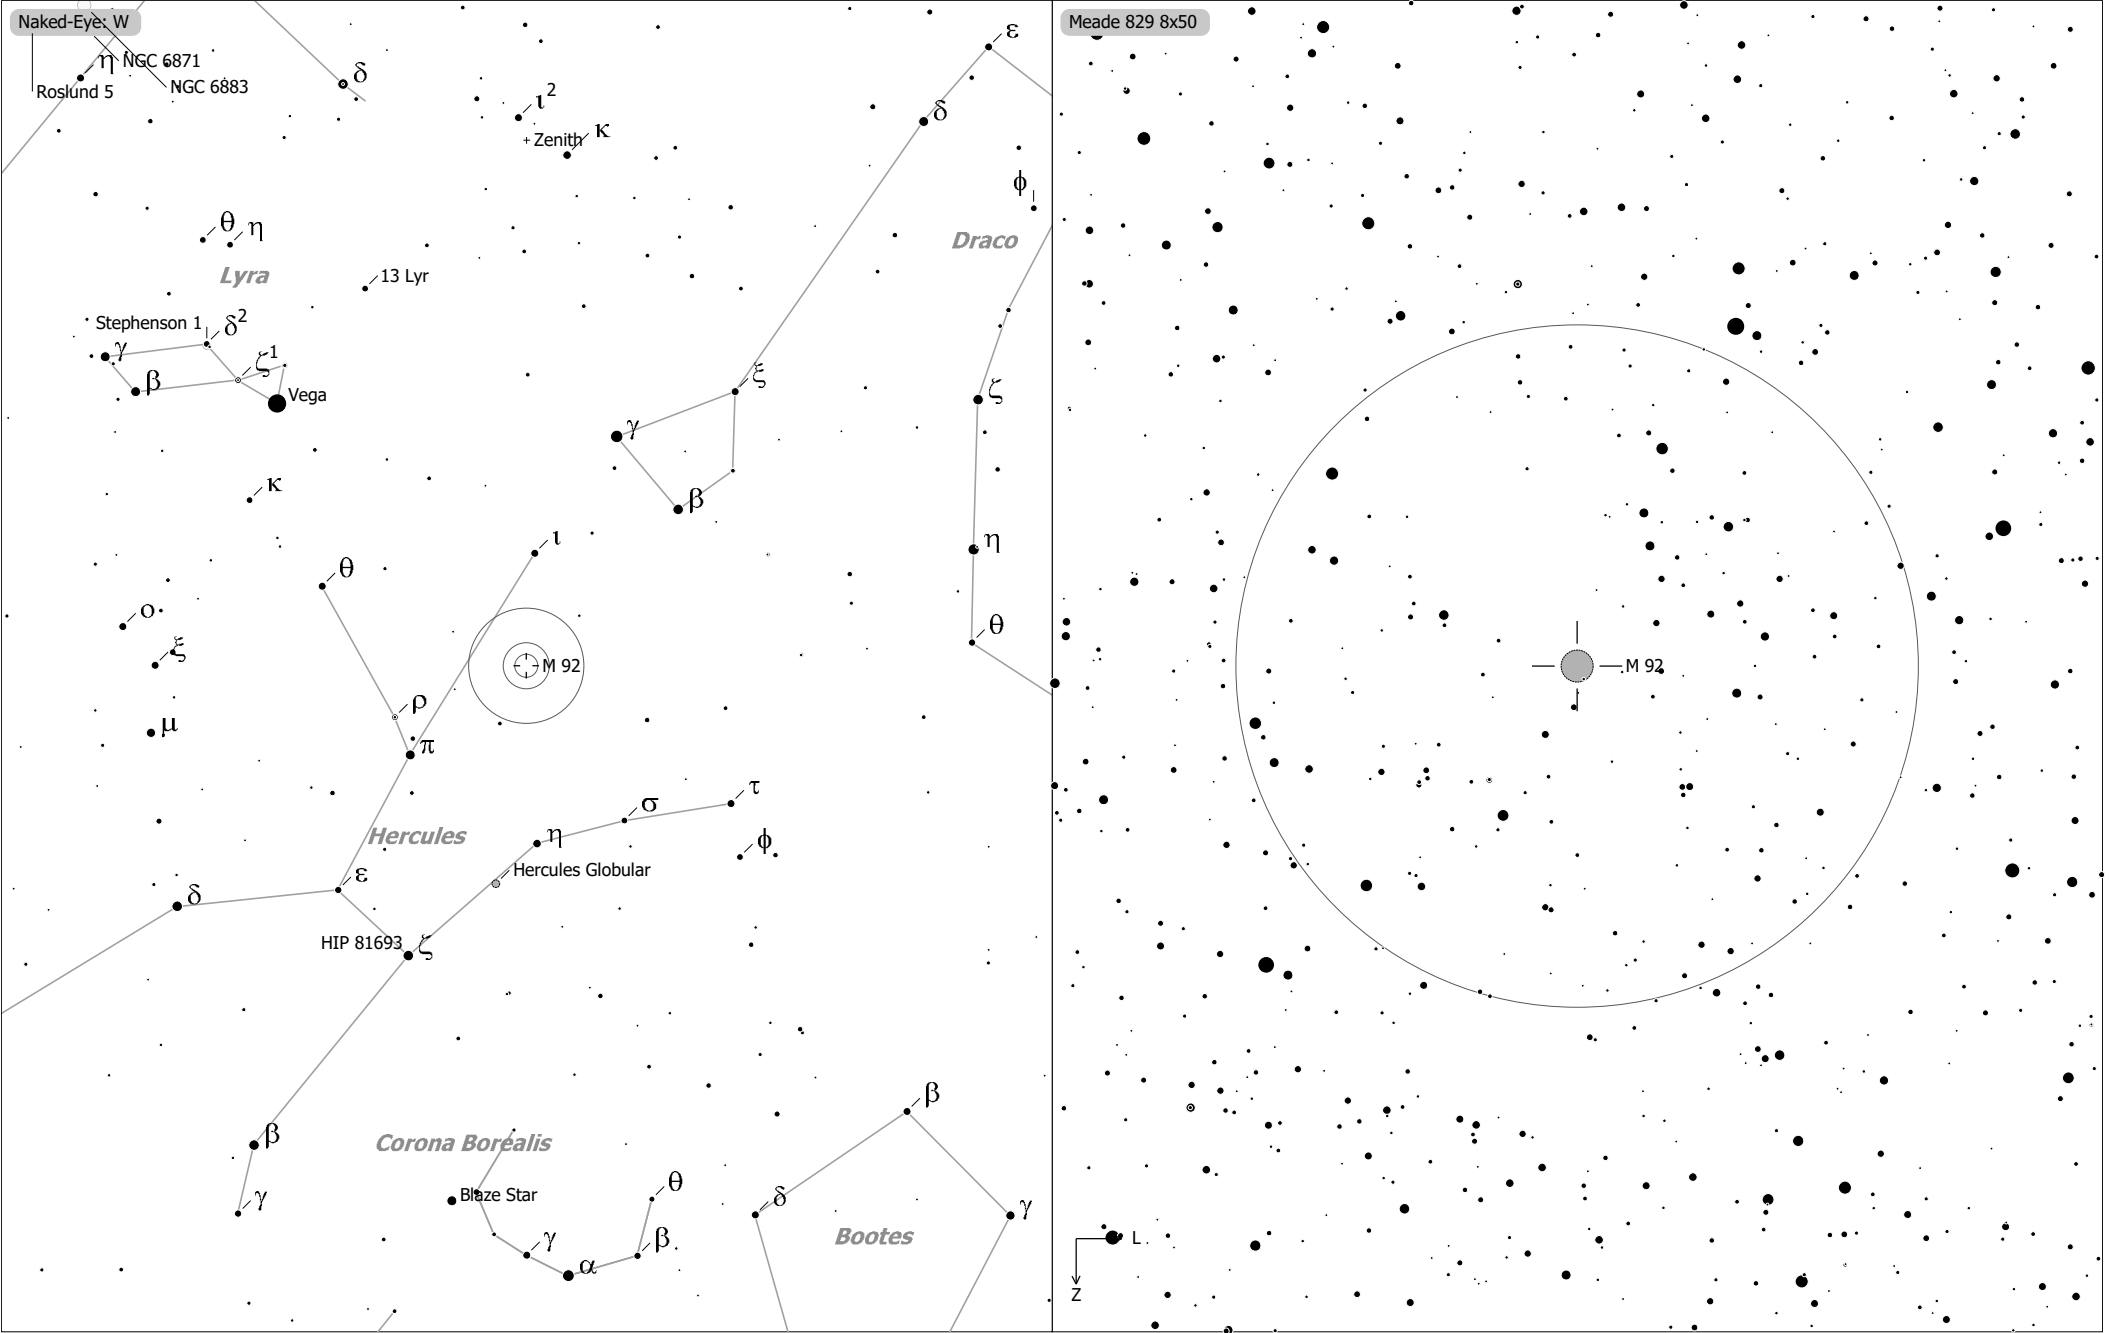 Naked-Eye: W
η
NGC 6871
NGC 6883
Roslund 5
δ
ι2
Zenith
κ
ε
δ
φ
Draco
θ
η
Lyra
13 Lyr
Stephenson 1
δ2
γ
ζ1
β
Vega
ξ
γ
ζ
κ
β
ι
η
θ
ο
θ
ξ
M 92
ρ
μ
π
τ
σ
Hercules
η
φ
Hercules Globular
ε
δ
HIP 81693
ζ
β
β
Corona Borealis
θ
Blaze Star
γ
δ
γ
γ
β
Bootes
α
Meade 829 8x50
M 92
L
Z